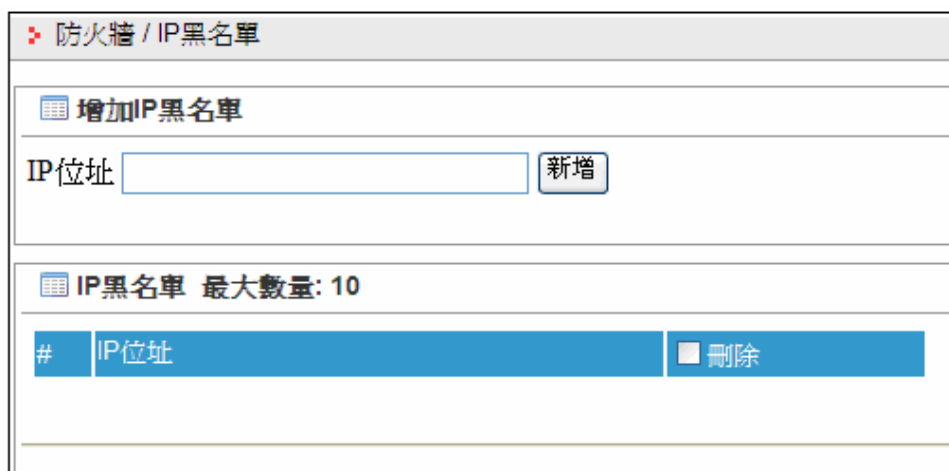 防火牆 / IP黑名單
增加IP黑名單
IP位址 新增
IP黑名單 最大數量: 10
# IP位址 刪除